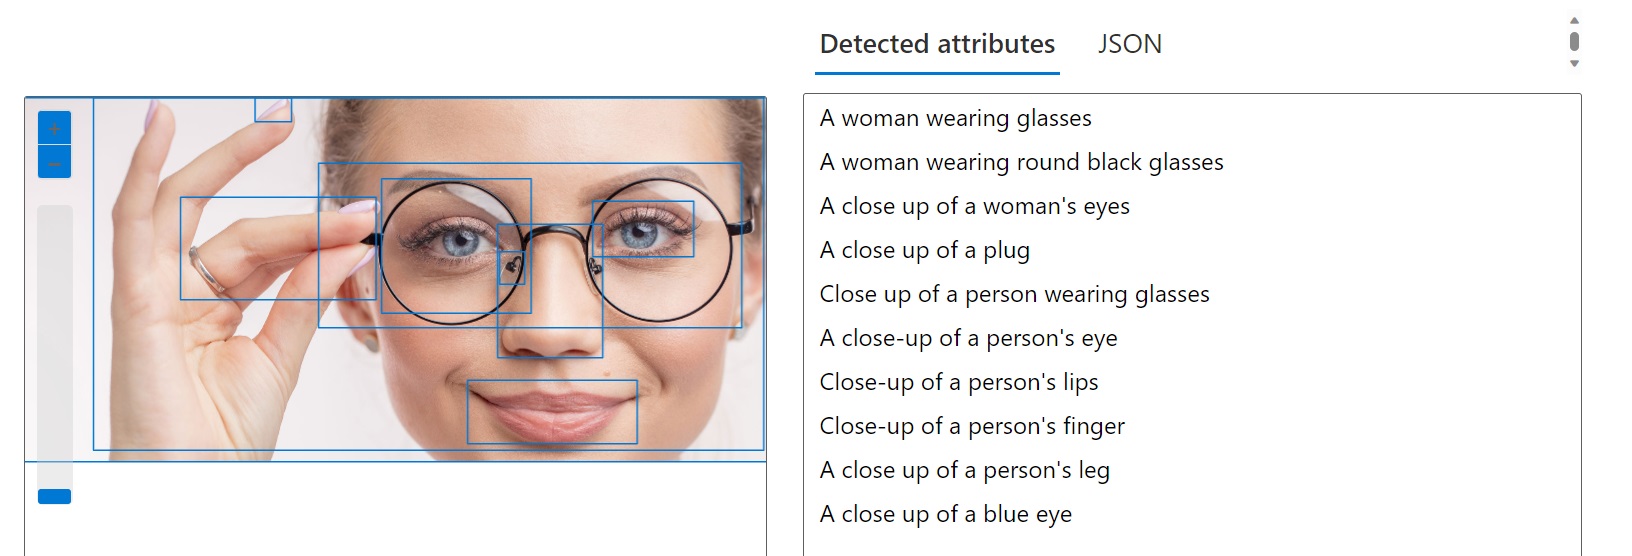 Detected attributes JSON
+
−
A woman wearing glasses
A woman wearing round black glasses
A close up of a woman's eyes
A close up of a plug
Close up of a person wearing glasses
A close-up of a person's eye
Close-up of a person's lips
Close-up of a person's finger
A close up of a person's leg
A close up of a blue eye